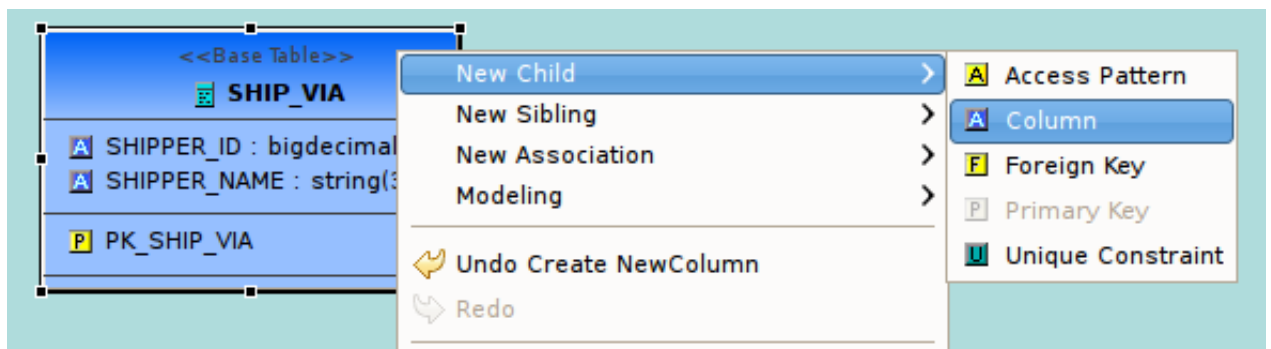 <<Base Table>>
SHIP_VIA
A SHIPPER_ID : bigdecimal
A SHIPPER_NAME : string(3
P PK_SHIP_VIA
New Child
New Sibling
New Association
Modeling
Undo Create NewColumn
Redo
A Access Pattern
A Column
F Foreign Key
P Primary Key
U Unique Constraint